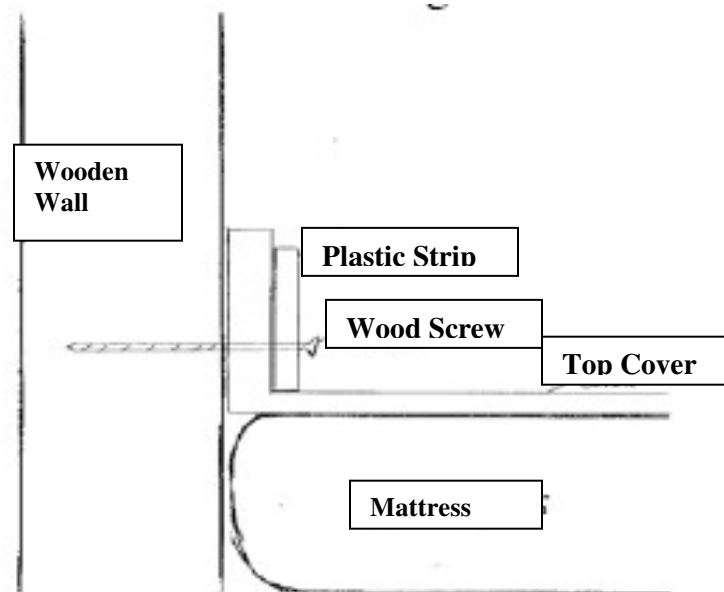 Wooden
Wall
Plastic Strip
Wood Screw
Top Cover
Mattress